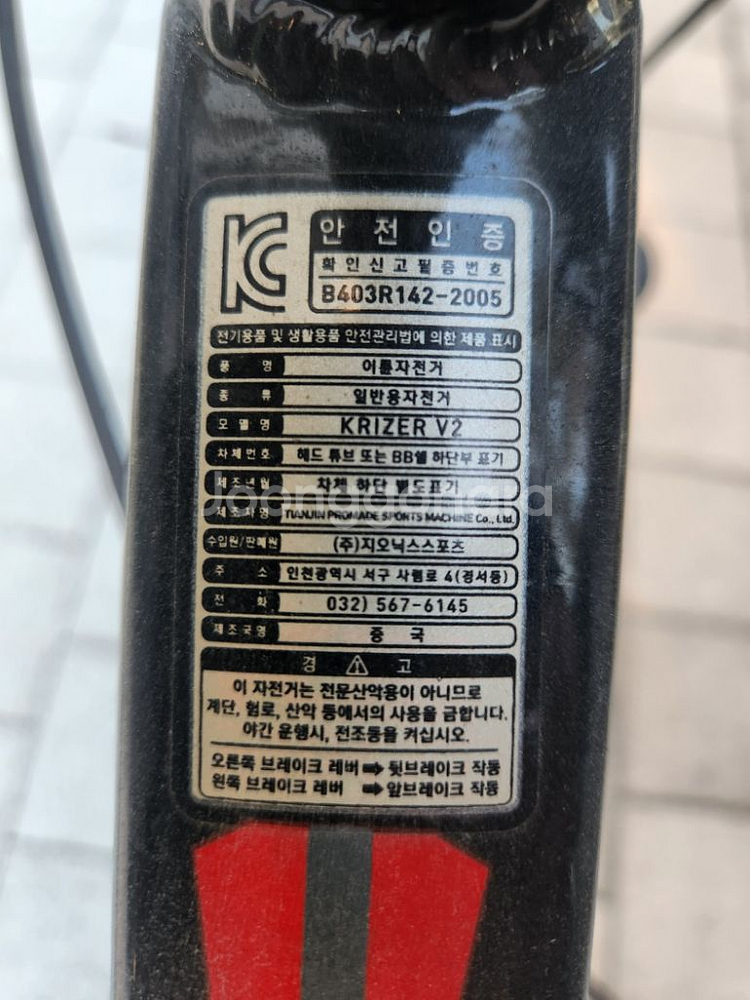 KC
안전인증
확인신고필증번호
B403R142-2005
전기용품 및 생활용품 안전관리법에 의한 제품 표시
품 명 이륜자전거
종 류 일반용자전거
모델명 KRIZER V2
차체번호 헤드 튜브 또는 BB쉘 하단부 표기
제조년월 차체 하단 별도표기
제조자명 TIANJIN PROMADE SPORTS MACHINE Co., Ltd.
수입원/판매원 (주)지오닉스스포츠
주 소 인천광역시 서구 사렴로 4(경서동)
전 화 032) 567-6145
제조국명 중 국
경 고
이 자전거는 전문산악용이 아니므로
계단, 험로, 산악 등에서의 사용을 금합니다.
야간 운행시, 전조등을 켜십시오.
오른쪽 브레이크 레버 ➡ 뒷브레이크 작동
왼쪽 브레이크 레버 ➡ 앞브레이크 작동
Joonggonara